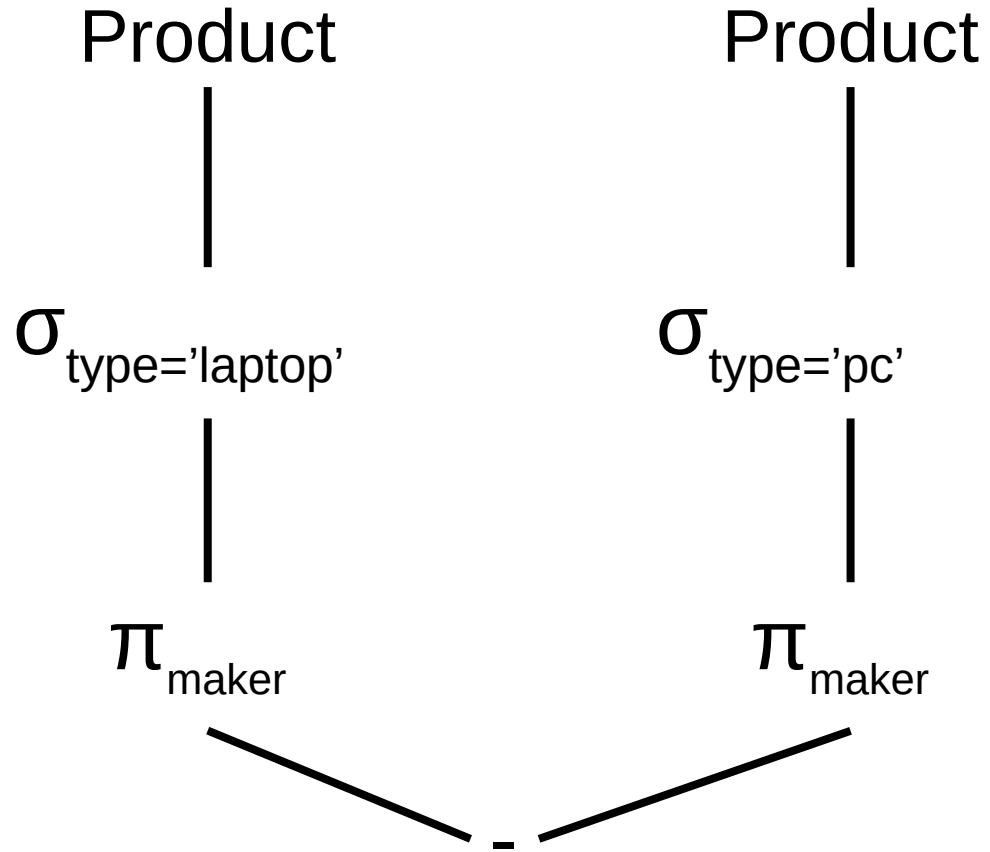 Product Product
σtype=’laptop’ σtype=’pc’
πmaker πmaker
-